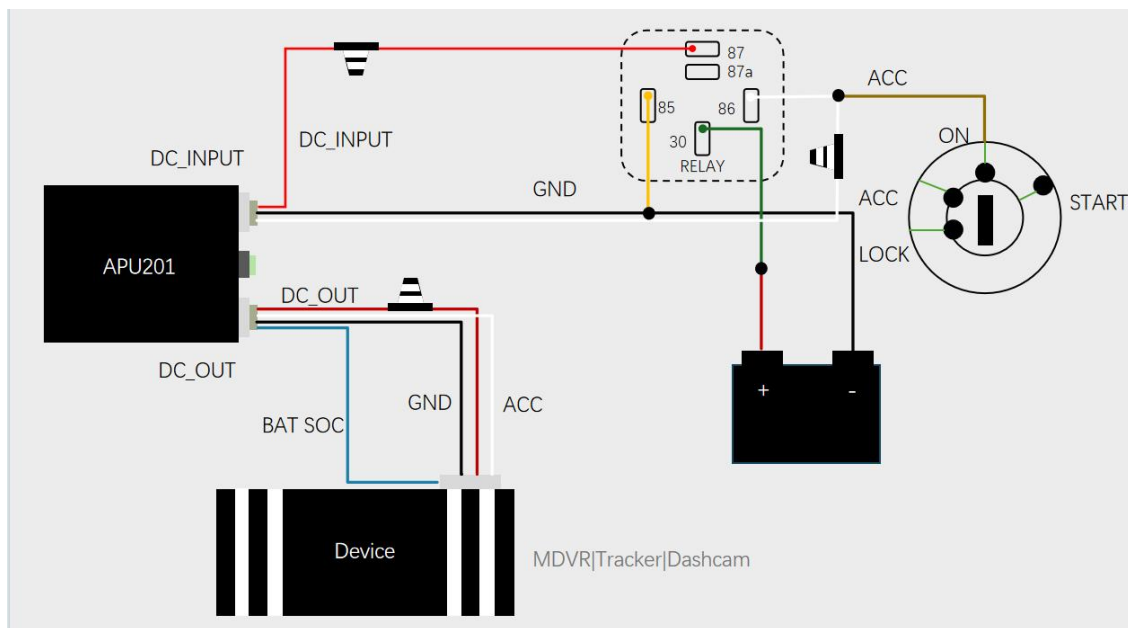 87
87a
85
86
30
RELAY
ACC
ON
ACC
START
LOCK
DC_INPUT
DC_INPUT
GND
APU201
DC_OUT
DC_OUT
GND
ACC
BAT SOC
+
-
Device
MDVR|Tracker|Dashcam